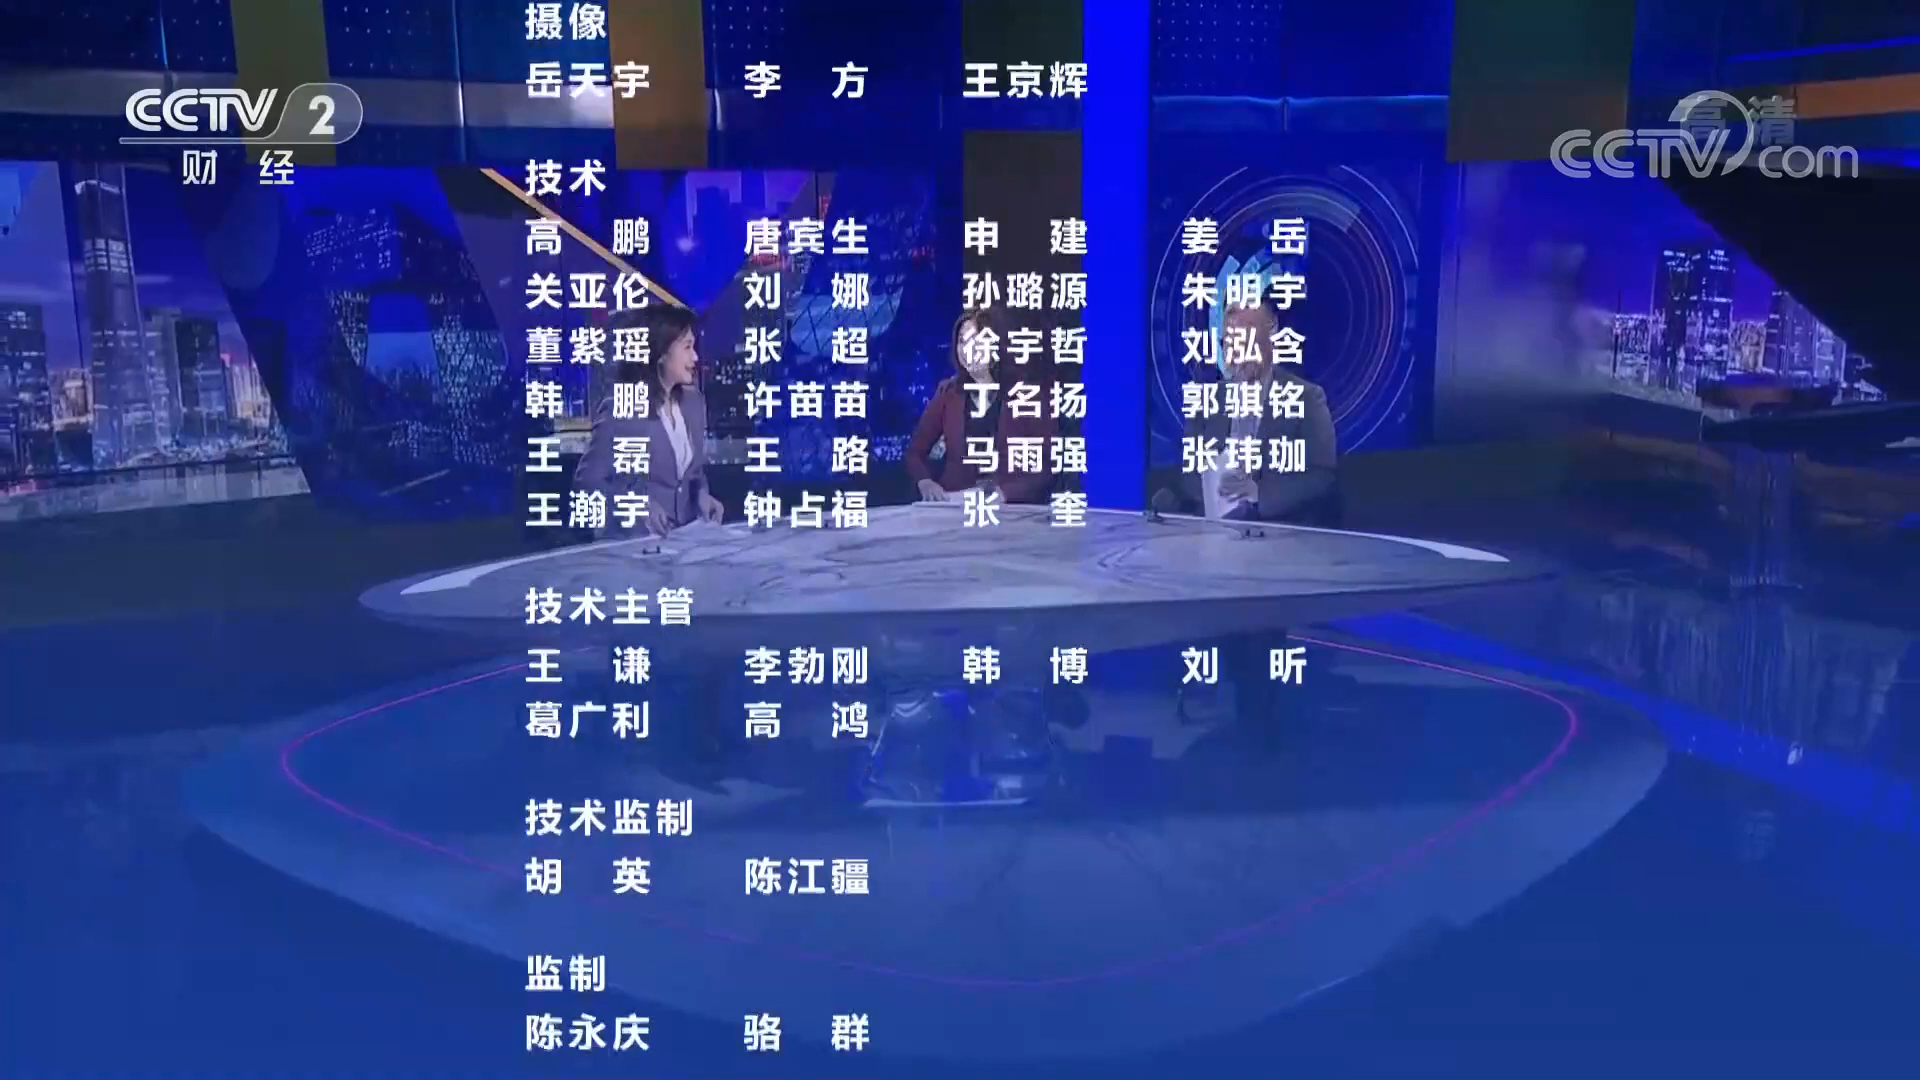 摄像
岳天宇 李 方 王京辉
CCTV 2
财 经
高清
CCTV.com
技术
高 鹏 唐宾生 申 建 姜 岳
关亚伦 刘 娜 孙璐源 朱明宇
董紫瑶 张 超 徐宇哲 刘泓含
韩 鹏 许苗苗 丁名扬 郭骐铭
王 磊 王 路 马雨强 张玮珈
王瀚宇 钟占福 张 奎
技术主管
王 谦 李勃刚 韩 博 刘 昕
葛广利 高 鸿
技术监制
胡 英 陈江疆
监制
陈永庆 骆 群